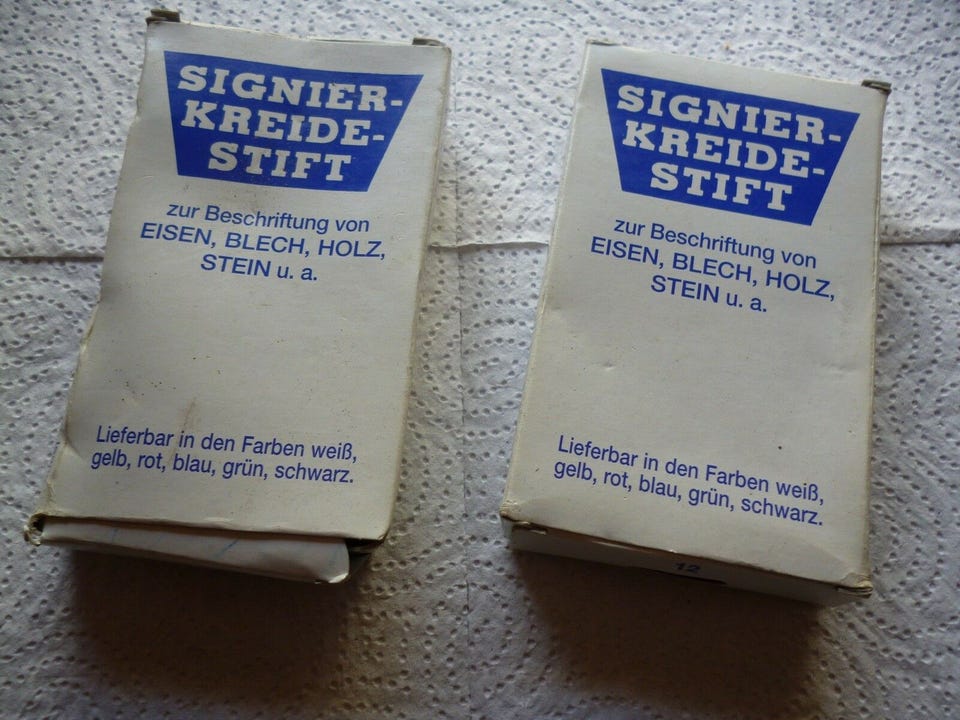 SIGNIER-
KREIDE-
STIFT
zur Beschriftung von
EISEN, BLECH, HOLZ,
STEIN u. a.
Lieferbar in den Farben weiß,
gelb, rot, blau, grün, schwarz.
SIGNIER-
KREIDE-
STIFT
zur Beschriftung von
EISEN, BLECH, HOLZ,
STEIN u. a.
Lieferbar in den Farben weiß,
gelb, rot, blau, grün, schwarz.
12